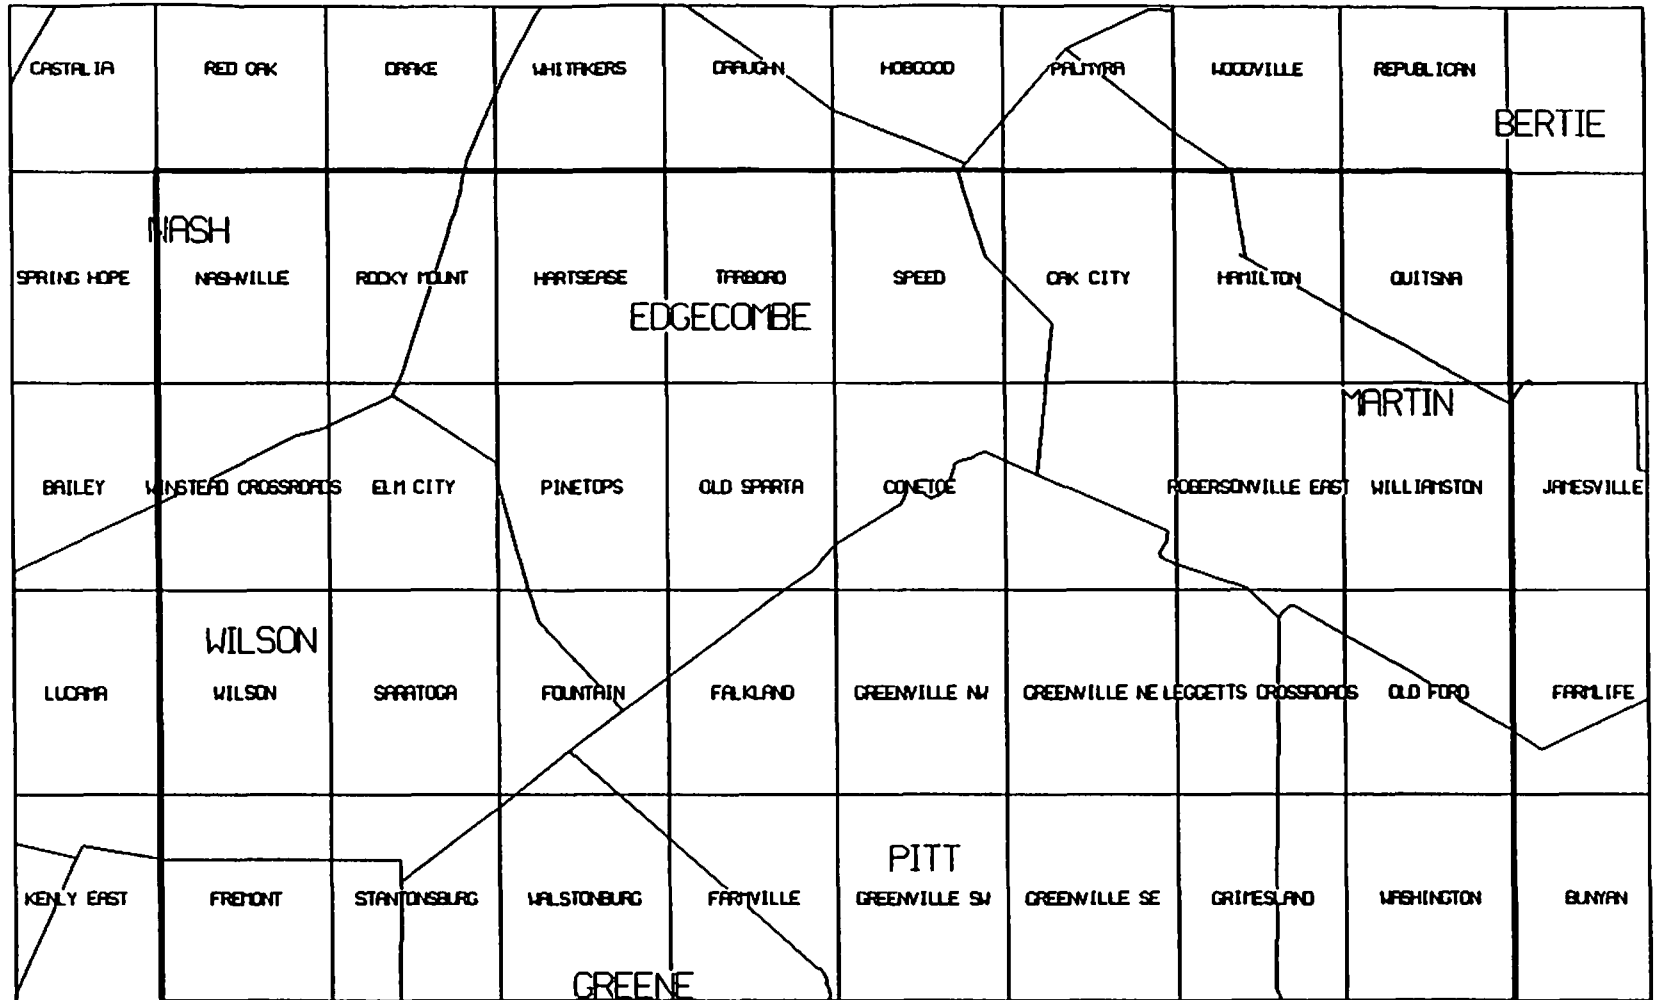 CASTALIA RED OAK DRAKE WHITAKERS DRAUGHN HOBGOOD PALMYRA WOODVILLE REPUBLICAN
BERTIE
NASH
SPRING HOPE NASHVILLE ROCKY MOUNT HARTSEASE TARBORO SPEED OAK CITY HAMILTON QUITSNA
EDGECOMBE
MARTIN
BAILEY WINSTEAD CROSSROADS ELM CITY PINETOPS OLD SPARTA CONETOE ROBERSONVILLE EAST WILLIAMSTON JAMESVILLE
WILSON
LUCAMA WILSON SARATOGA FOUNTAIN FALKLAND GREENVILLE NW GREENVILLE NE LEGGETTS CROSSROADS OLD FORD FARMLIFE
PITT
KENLY EAST FREMONT STANTONSBURG WALSTONBURG FARMVILLE GREENVILLE SW GREENVILLE SE GRIMESLAND WASHINGTON BUNYAN
GREENE